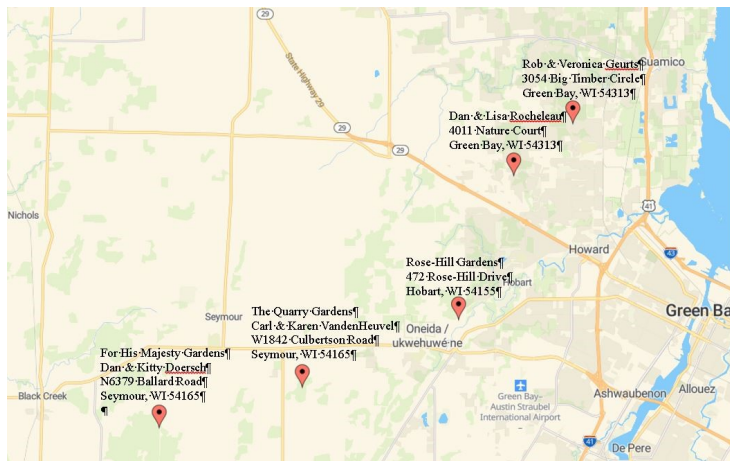 State Highway 29
29
29
29
Suamico
Rob & Veronica Geurts¶
3054 Big Timber Circle¶
Green Bay, WI 54313¶
Dan & Lisa Rocheleau¶
4011 Nature Court¶
Green Bay, WI 54313¶
41
Nichols
Howard
43
Rose-Hill Gardens¶
472 Rose-Hill Drive¶
Hobart, WI 54155¶
Hobart
Green Ba
The Quarry Gardens¶
Carl & Karen VandenHeuvel¶
W1842 Culbertson Road¶
Seymour, WI 54165¶
Seymour
Oneida /
ukwehuwé·ne
For His Majesty Gardens¶
Dan & Kitty Doersch¶
N6379 Ballard Road¶
Seymour, WI 54165¶
¶
Black Creek
Green Bay-
Austin Straubel
International Airport
Ashwaubenon
Allouez
41
De Pere